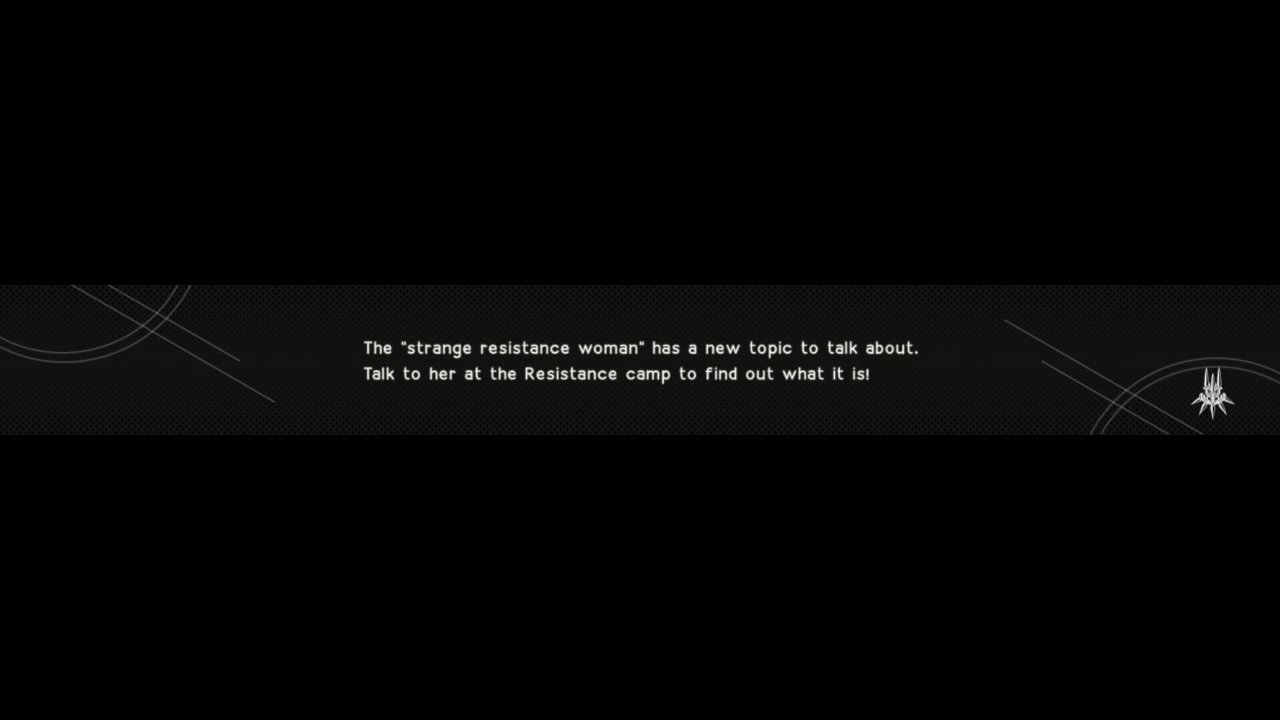 The "strange resistance woman" has a new topic to talk about.
Talk to her at the Resistance camp to find out what it is!